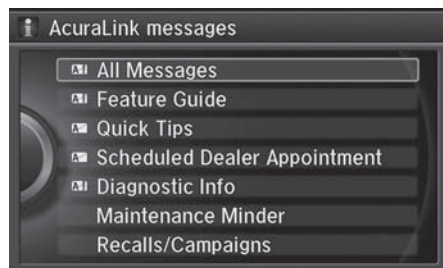 AcuraLink messages
All Messages
Feature Guide
Quick Tips
Scheduled Dealer Appointment
Diagnostic Info
Maintenance Minder
Recalls/Campaigns